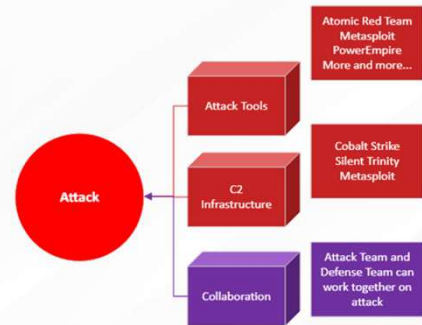 Atomic Red Team
Metasploit
PowerEmpire
More and more...
Attack Tools
Cobalt Strike
Silent Trinity
Metasploit
Attack
C2
Infrastructure
Attack Team and
Defense Team can
work together on
attack
Collaboration